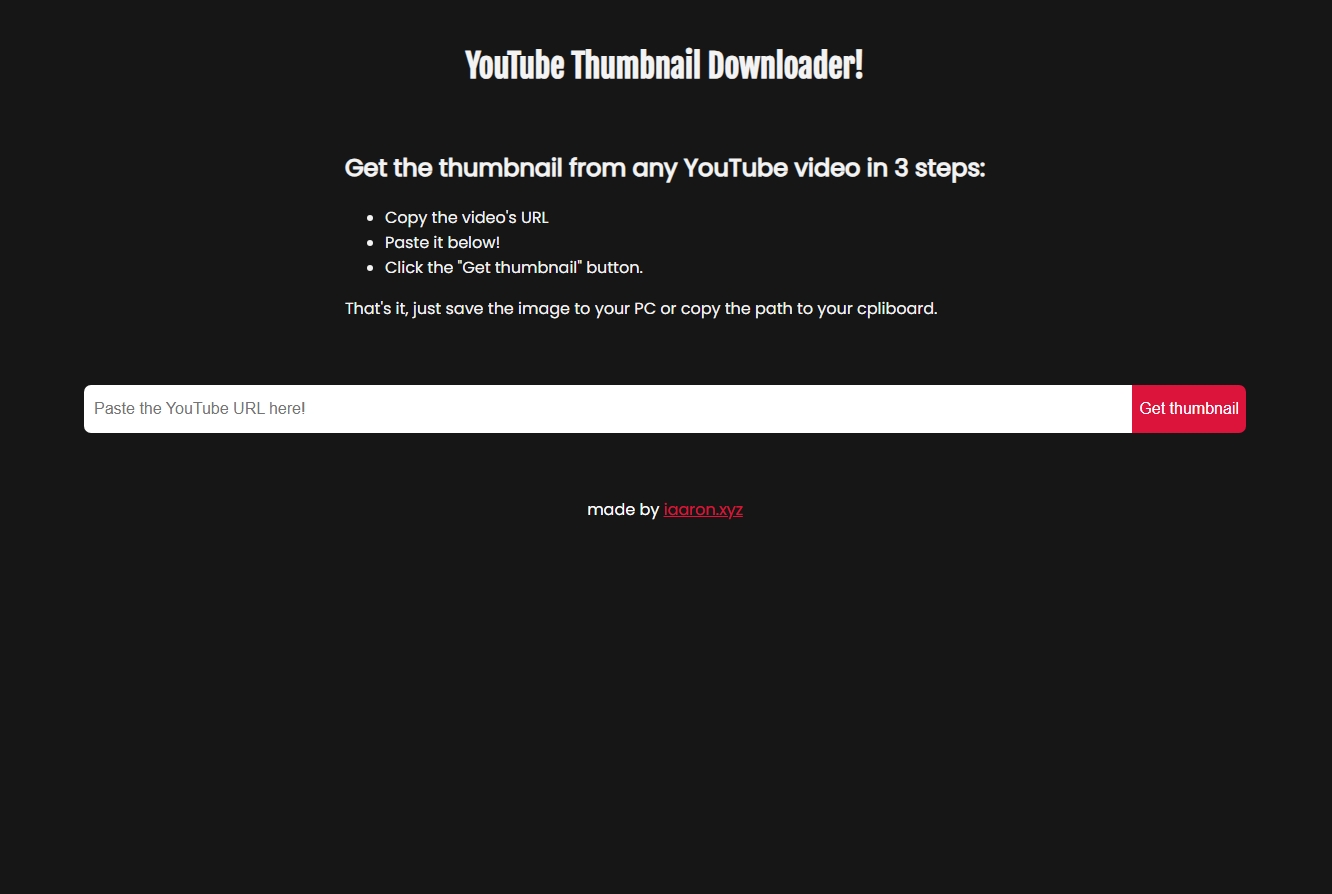 YouTube Thumbnail Downloader!
Get the thumbnail from any YouTube video in 3 steps:
Copy the video's URL
Paste it below!
Click the "Get thumbnail" button.
That's it, just save the image to your PC or copy the path to your cpliboard.
Paste the YouTube URL here!
Get thumbnail
made by iaaron.xyz